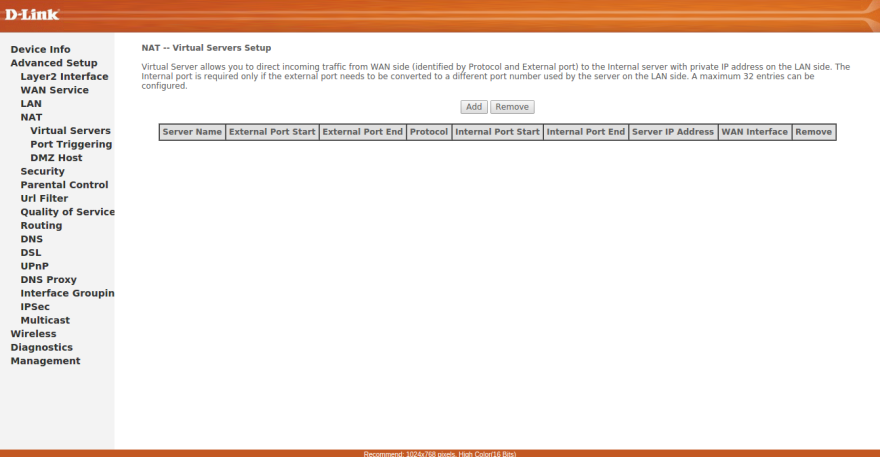 D-Link
Device Info
Advanced Setup
Layer2 Interface
WAN Service
LAN
NAT
Virtual Servers
Port Triggering
DMZ Host
Security
Parental Control
Url Filter
Quality of Service
Routing
DNS
DSL
UPnP
DNS Proxy
Interface Groupin
IPSec
Multicast
Wireless
Diagnostics
Management
NAT -- Virtual Servers Setup
Virtual Server allows you to direct incoming traffic from WAN side (identified by Protocol and External port) to the Internal server with private IP address on the LAN side. The
Internal port is required only if the external port needs to be converted to a different port number used by the server on the LAN side. A maximum 32 entries can be
configured.
Add Remove
Server Name External Port Start External Port End Protocol Internal Port Start Internal Port End Server IP Address WAN Interface Remove
Recommend: 1024x768 pixels, High Color(16 Bits)